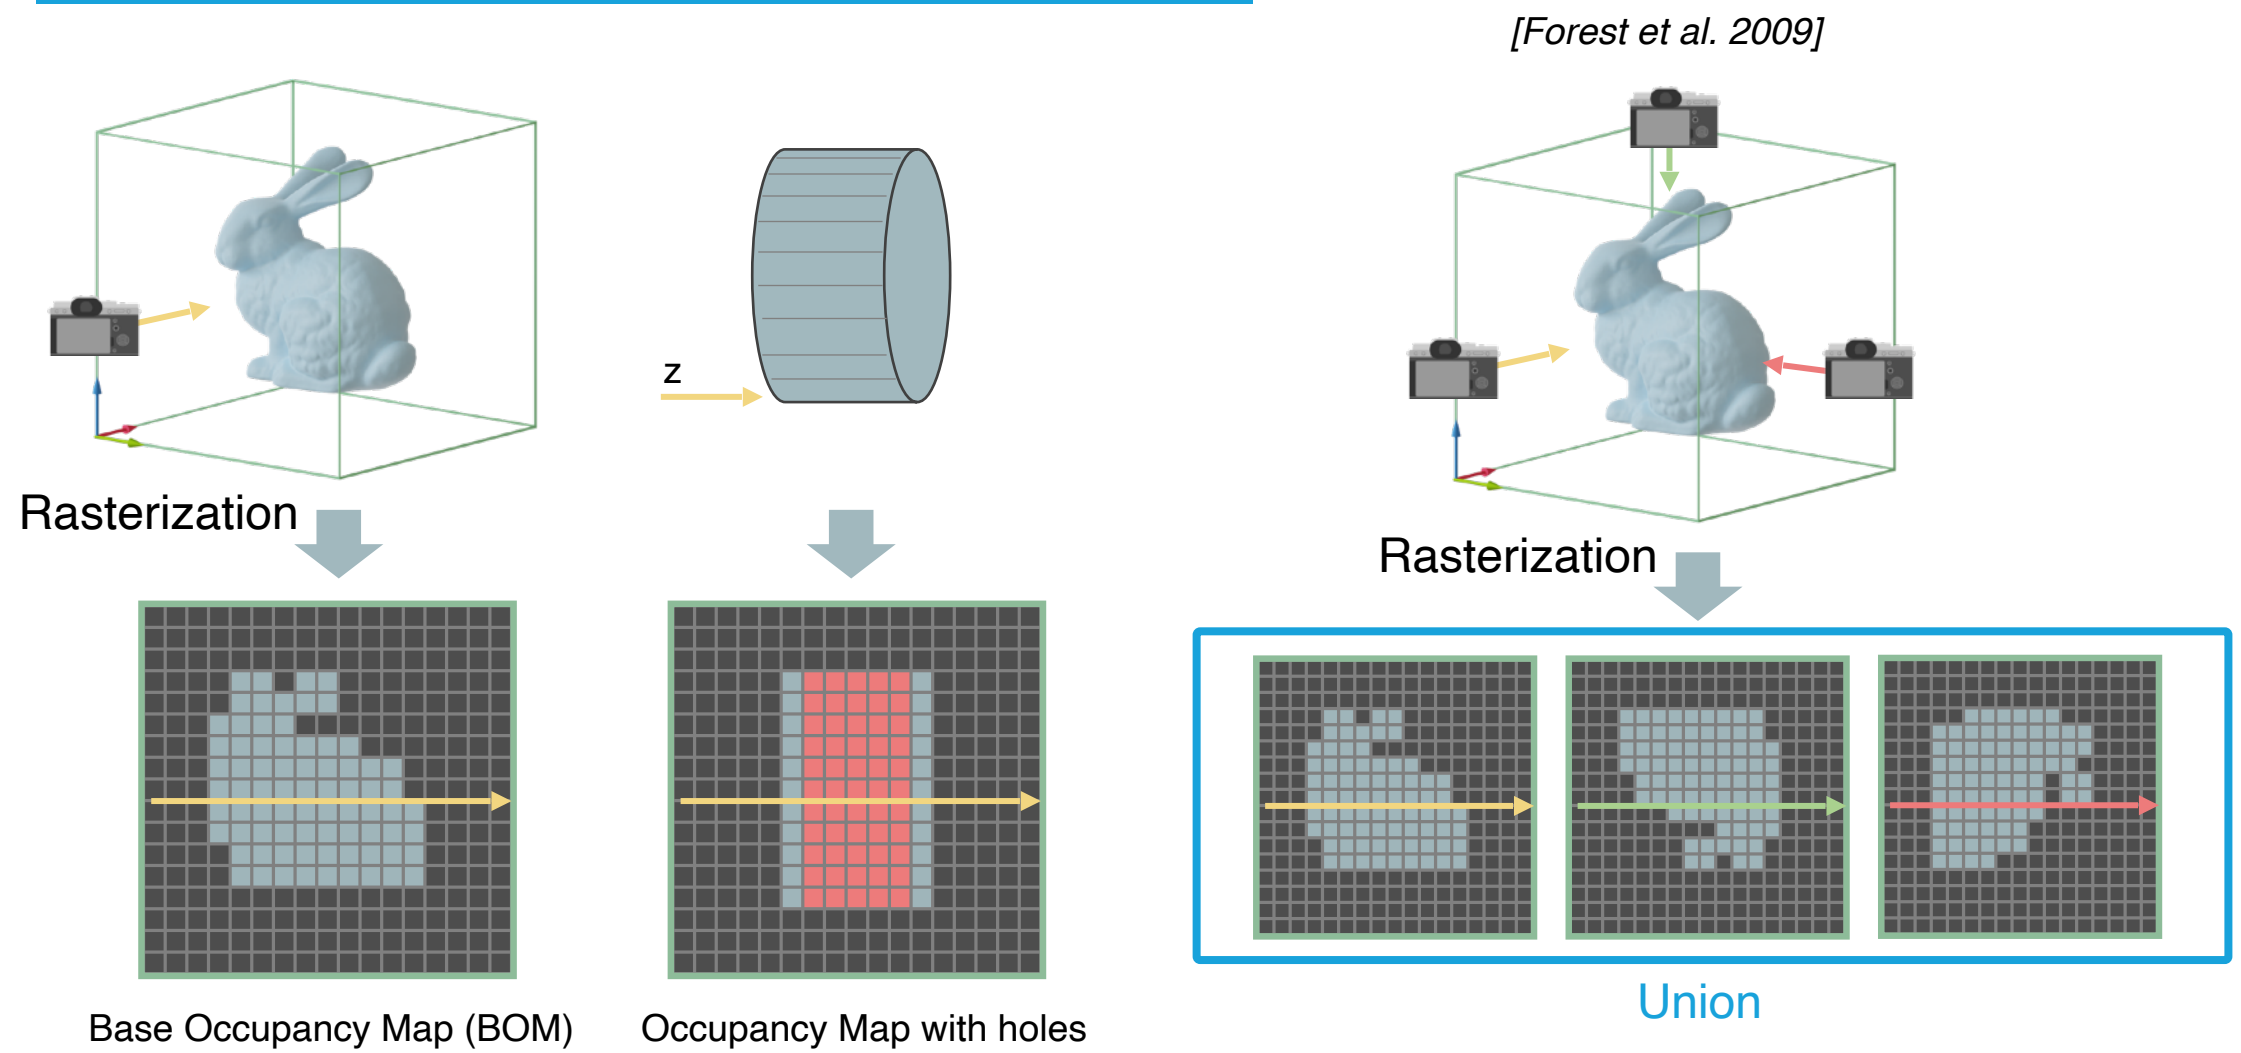 [Forest et al. 2009]
z
Rasterization
Rasterization
Union
Base Occupancy Map (BOM)
Occupancy Map with holes